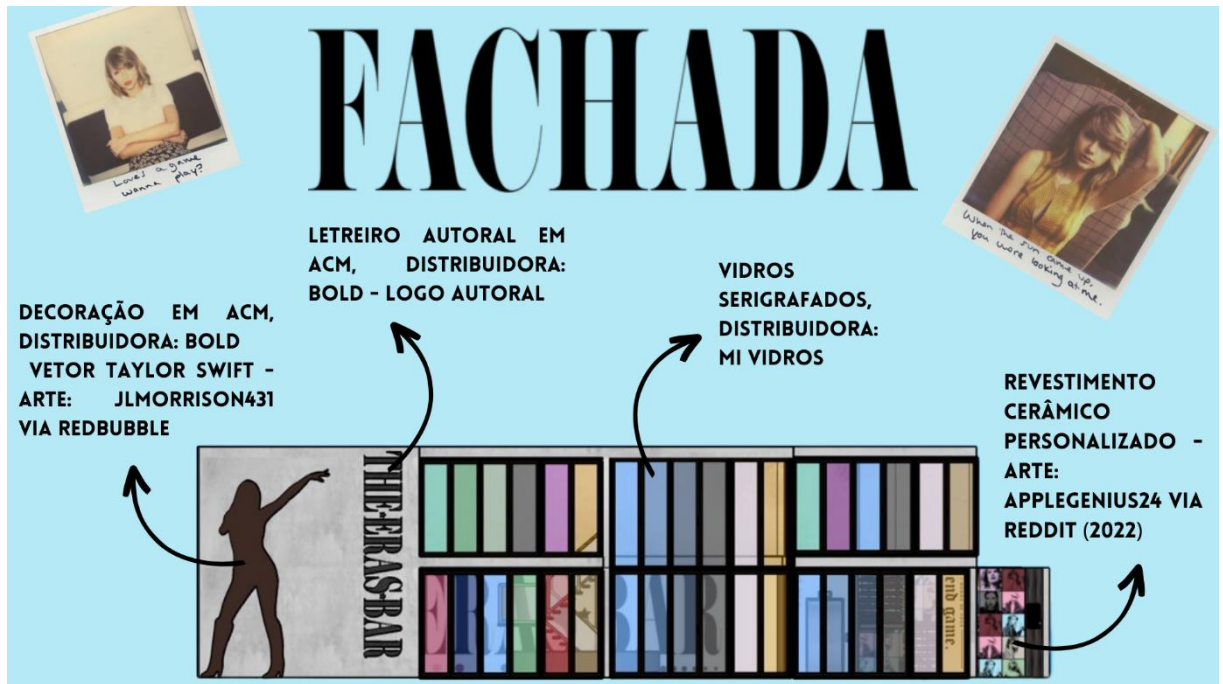 FACHADA
Loves a game
wanna play?
When the sun came up,
you were looking at me.
LETREIRO AUTORAL EM
ACM, DISTRIBUIDORA:
BOLD - LOGO AUTORAL
VIDROS
SERIGRAFADOS,
DISTRIBUIDORA:
MI VIDROS
DECORAÇÃO EM ACM,
DISTRIBUIDORA: BOLD
VETOR TAYLOR SWIFT -
ARTE: JLMORRISON431
VIA REDBUBBLE
REVESTIMENTO
CERÂMICO
PERSONALIZADO -
ARTE:
APPLEGENIUS24 VIA
REDDIT (2022)
THE·ERAS·BAR
ERAS BAR
end game.